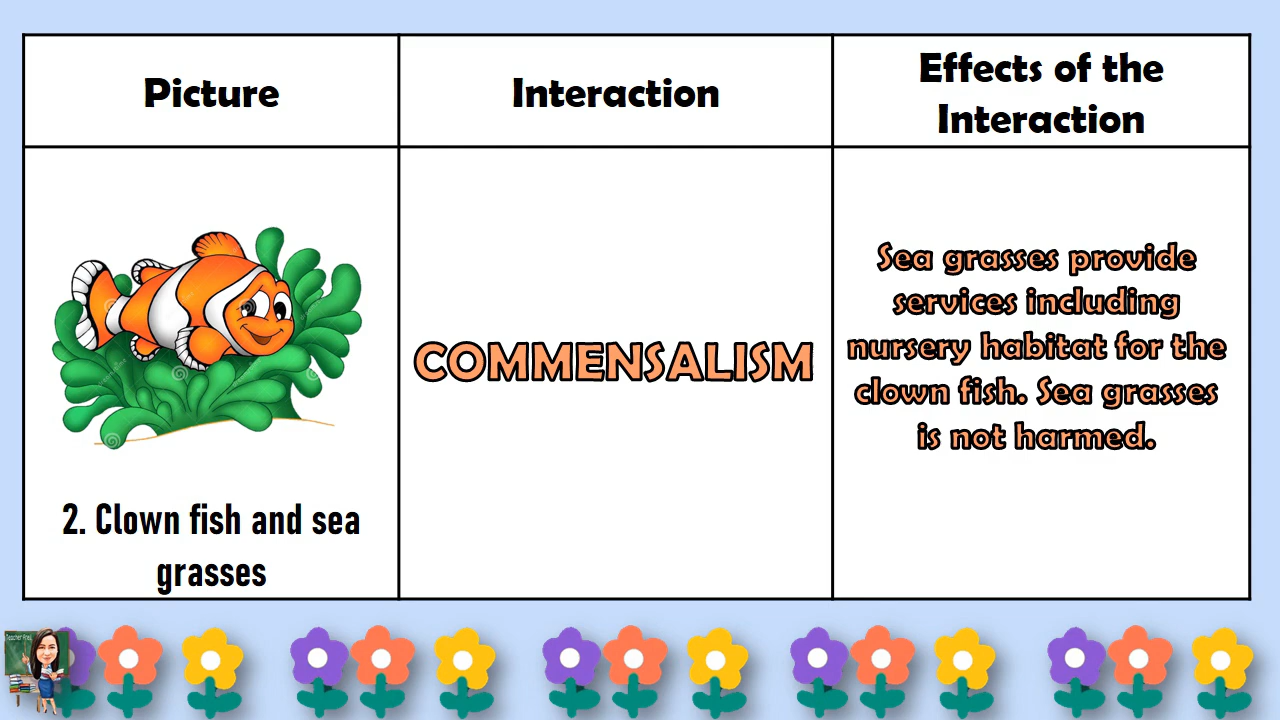 Picture
Interaction
Effects of the
Interaction
2. Clown fish and sea
grasses
COMMENSALISM
Sea grasses provide
services including
nursery habitat for the
clown fish. Sea grasses
is not harmed.